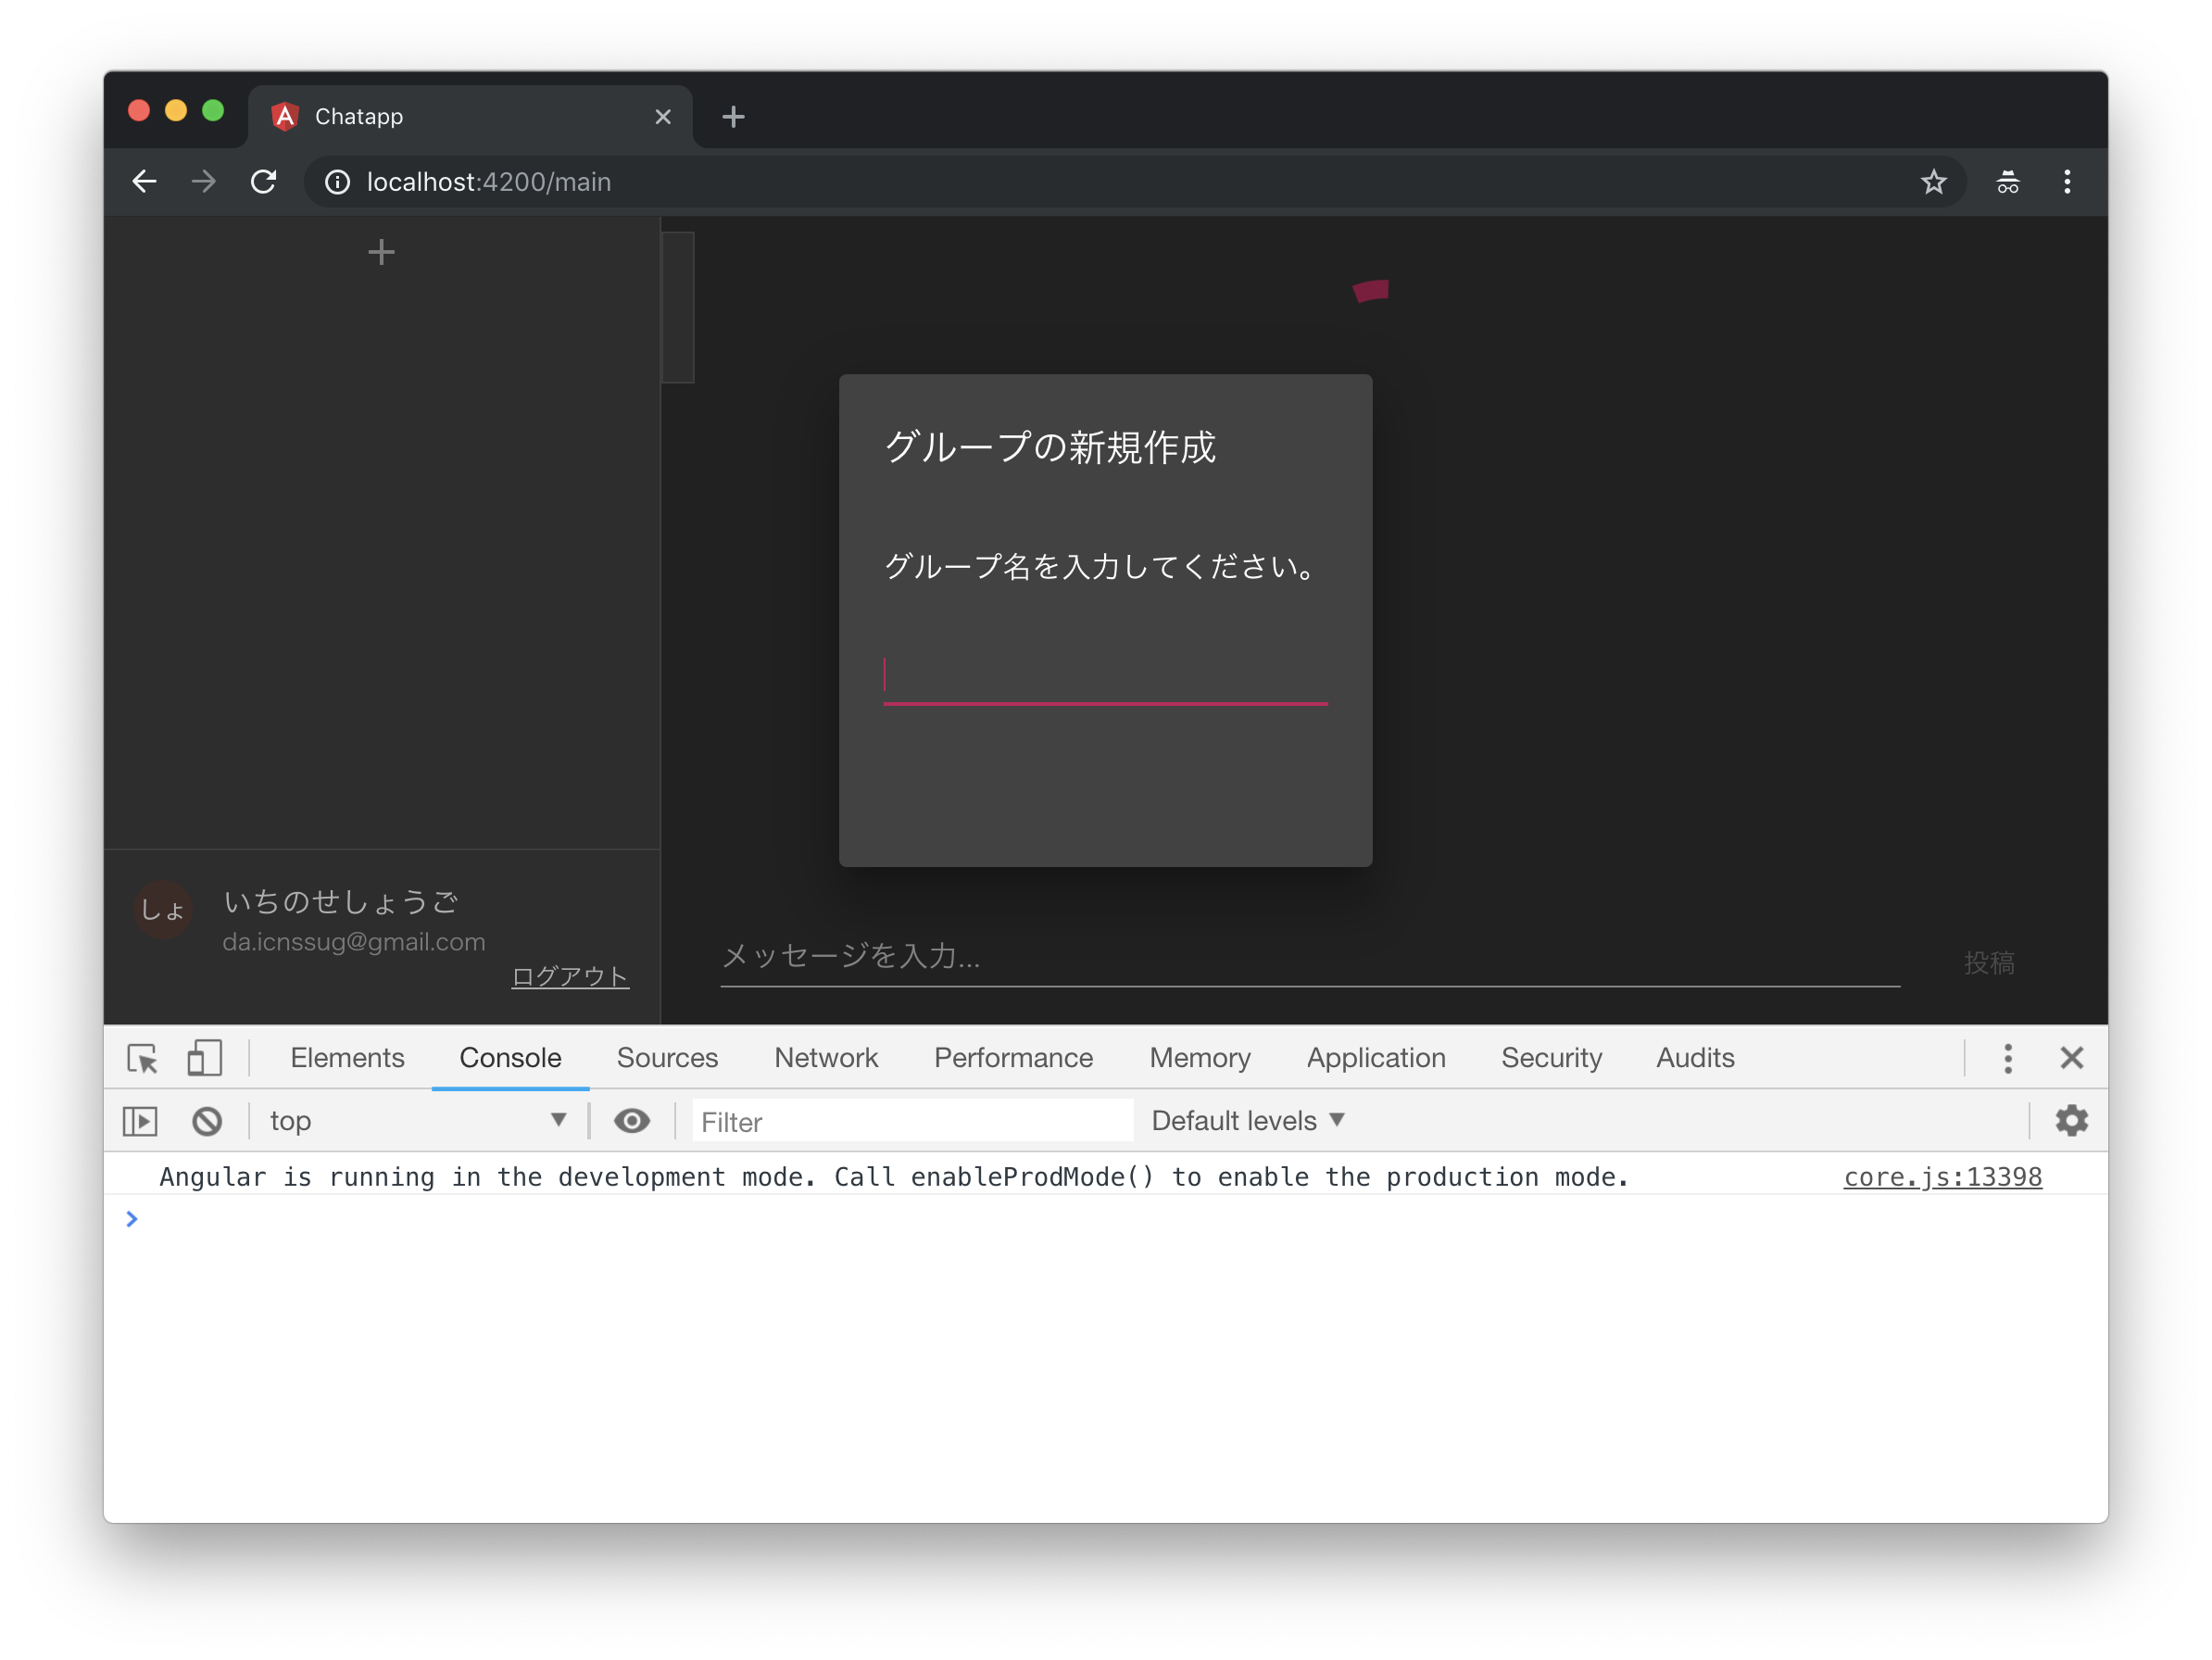 Chatapp
localhost:4200/main
グループの新規作成
グループ名を入力してください。
しょ
いちのせしょうご
da.icnssug@gmail.com
ログアウト
メッセージを入力...
投稿
Elements Console Sources Network Performance Memory Application Security Audits
top Filter Default levels
Angular is running in the development mode. Call enableProdMode() to enable the production mode. core.js:13398